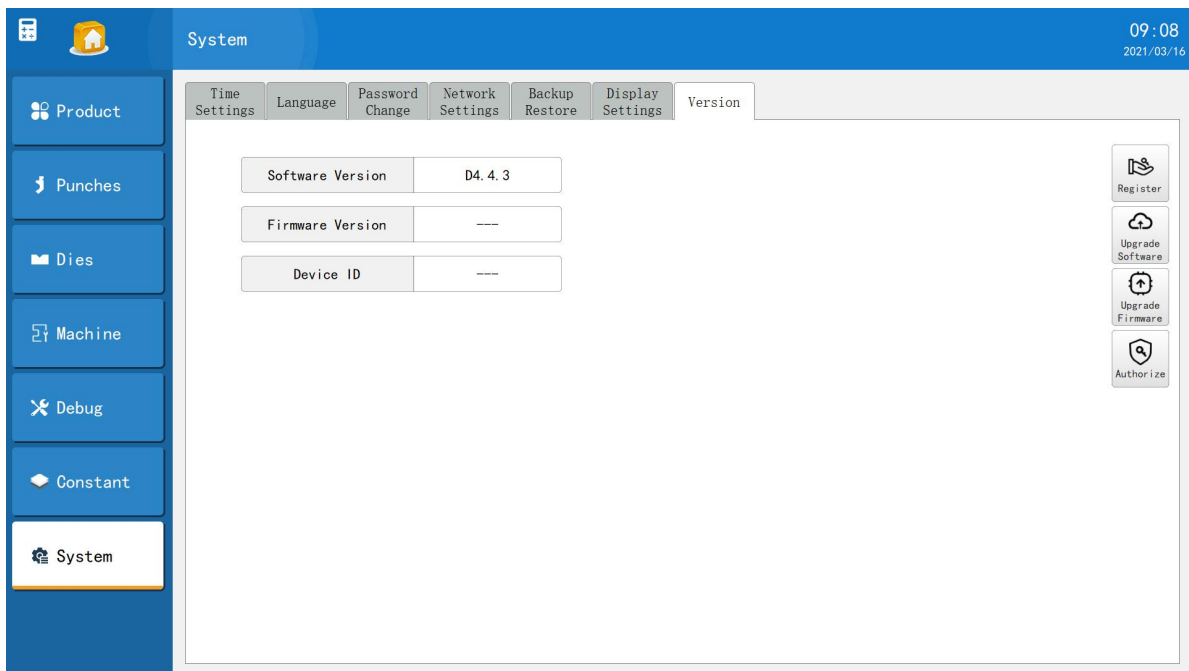 System
09:08
2021/03/16
Product
Punches
Dies
Machine
Debug
Constant
System
Time
Settings
Language
Password
Change
Network
Settings
Backup
Restore
Display
Settings
Version
Software Version
D4.4.3
Firmware Version
---
Device ID
---
Register
Upgrade
Software
Upgrade
Firmware
Authorize